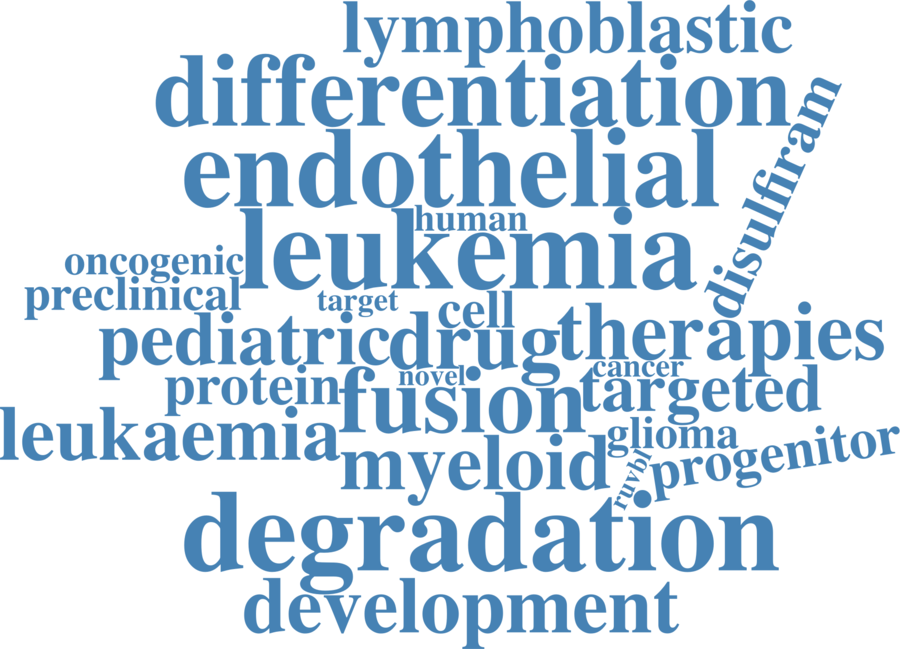 lymphoblastic
differentiation
disulfiram
endothelial
human
leukemia
oncogenic
preclinical
target
cell
pediatric
drug
therapies
cancer
protein
novel
fusion
targeted
leukaemia
glioma
myeloid
progenitor
ruvbl
degradation
development